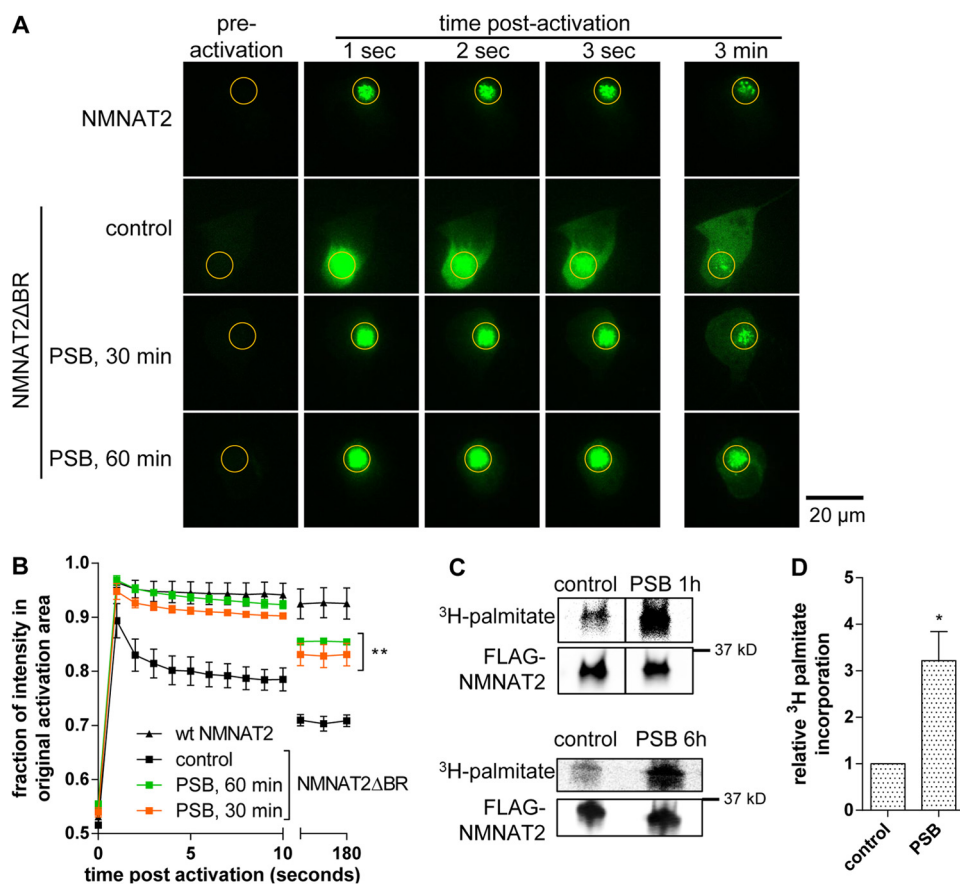 A
pre-activation
time post-activation
1 sec
2 sec
3 sec
3 min
NMNAT2
NMNAT2ΔBR
control
PSB, 30 min
PSB, 60 min
20 μm
B
fraction of intensity in
original activation area
1.0
0.9
0.8
0.7
0.6
0.5
**
wt NMNAT2
control
PSB, 60 min
PSB, 30 min
NMNAT2ΔBR
0
5
10
180
time post activation (seconds)
C
control PSB 1h
³H-palmitate
37 kD
FLAG-
NMNAT2
control PSB 6h
³H-palmitate
37 kD
FLAG-
NMNAT2
D
relative ³H palmitate
incorporation
5
4
3
2
1
0
*
control
PSB